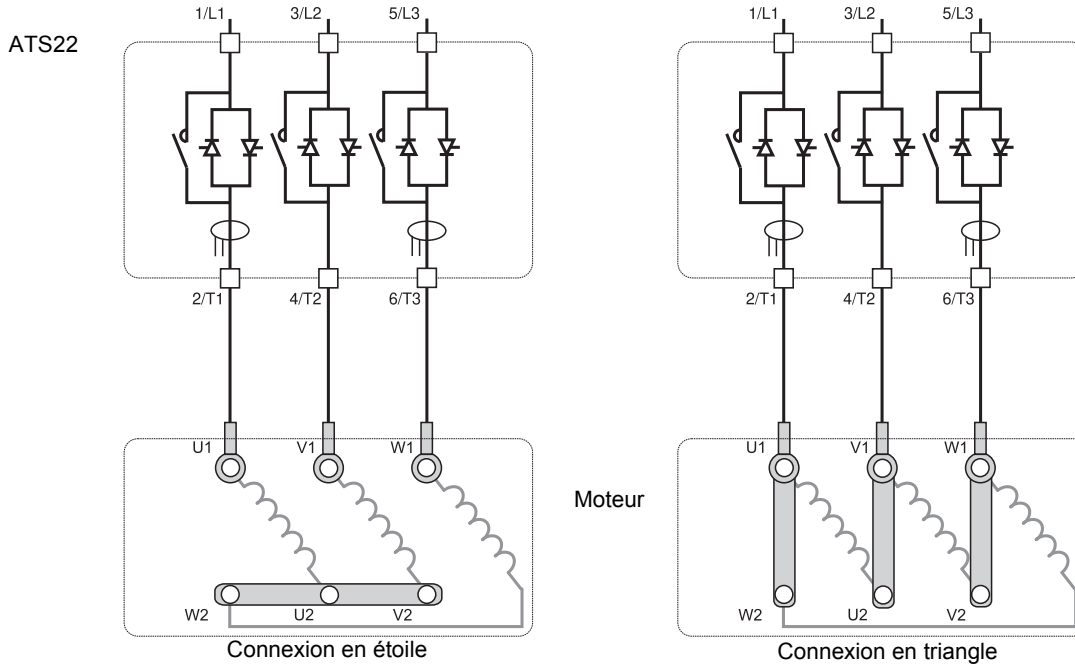 1/L1 3/L2 5/L3 1/L1 3/L2 5/L3
ATS22
2/T1 4/T2 6/T3 2/T1 4/T2 6/T3
U1 V1 W1 U1 V1 W1
Moteur
W2 U2 V2 W2 U2 V2
Connexion en étoile Connexion en triangle